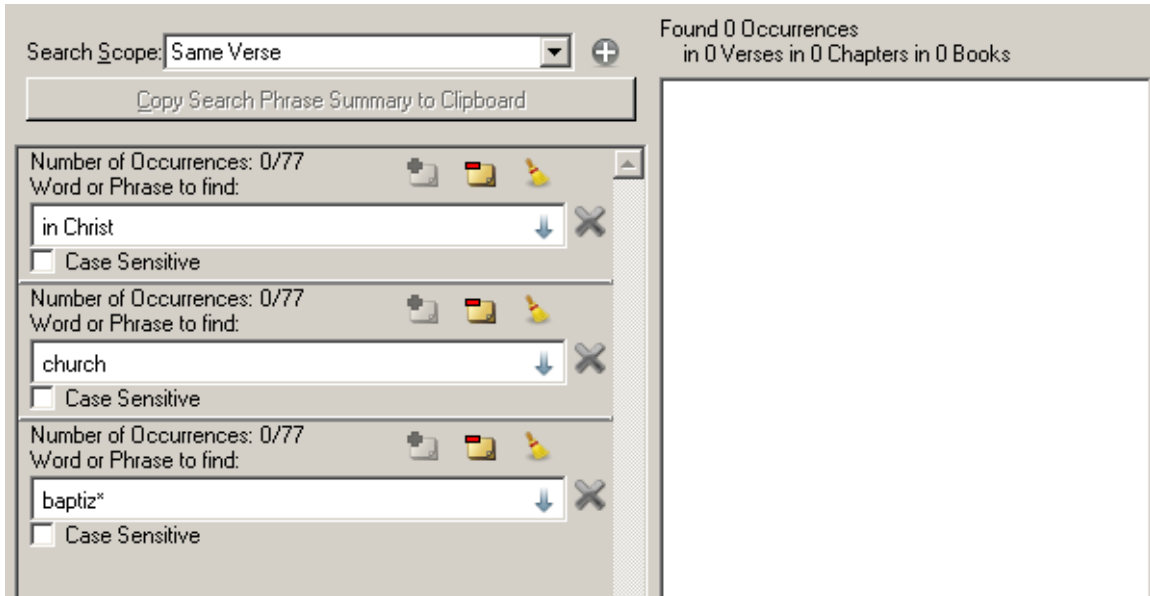 Search Scope: Same Verse
Copy Search Phrase Summary to Clipboard
Number of Occurrences: 0/77
Word or Phrase to find:
in Christ
Case Sensitive
Number of Occurrences: 0/77
Word or Phrase to find:
church
Case Sensitive
Number of Occurrences: 0/77
Word or Phrase to find:
baptiz*
Case Sensitive
Found 0 Occurrences
in 0 Verses in 0 Chapters in 0 Books